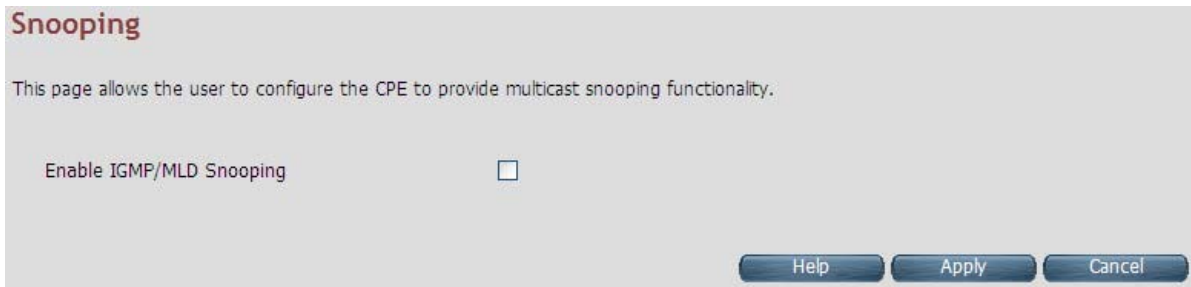 Snooping
This page allows the user to configure the CPE to provide multicast snooping functionality.
Enable IGMP/MLD Snooping
Help Apply Cancel